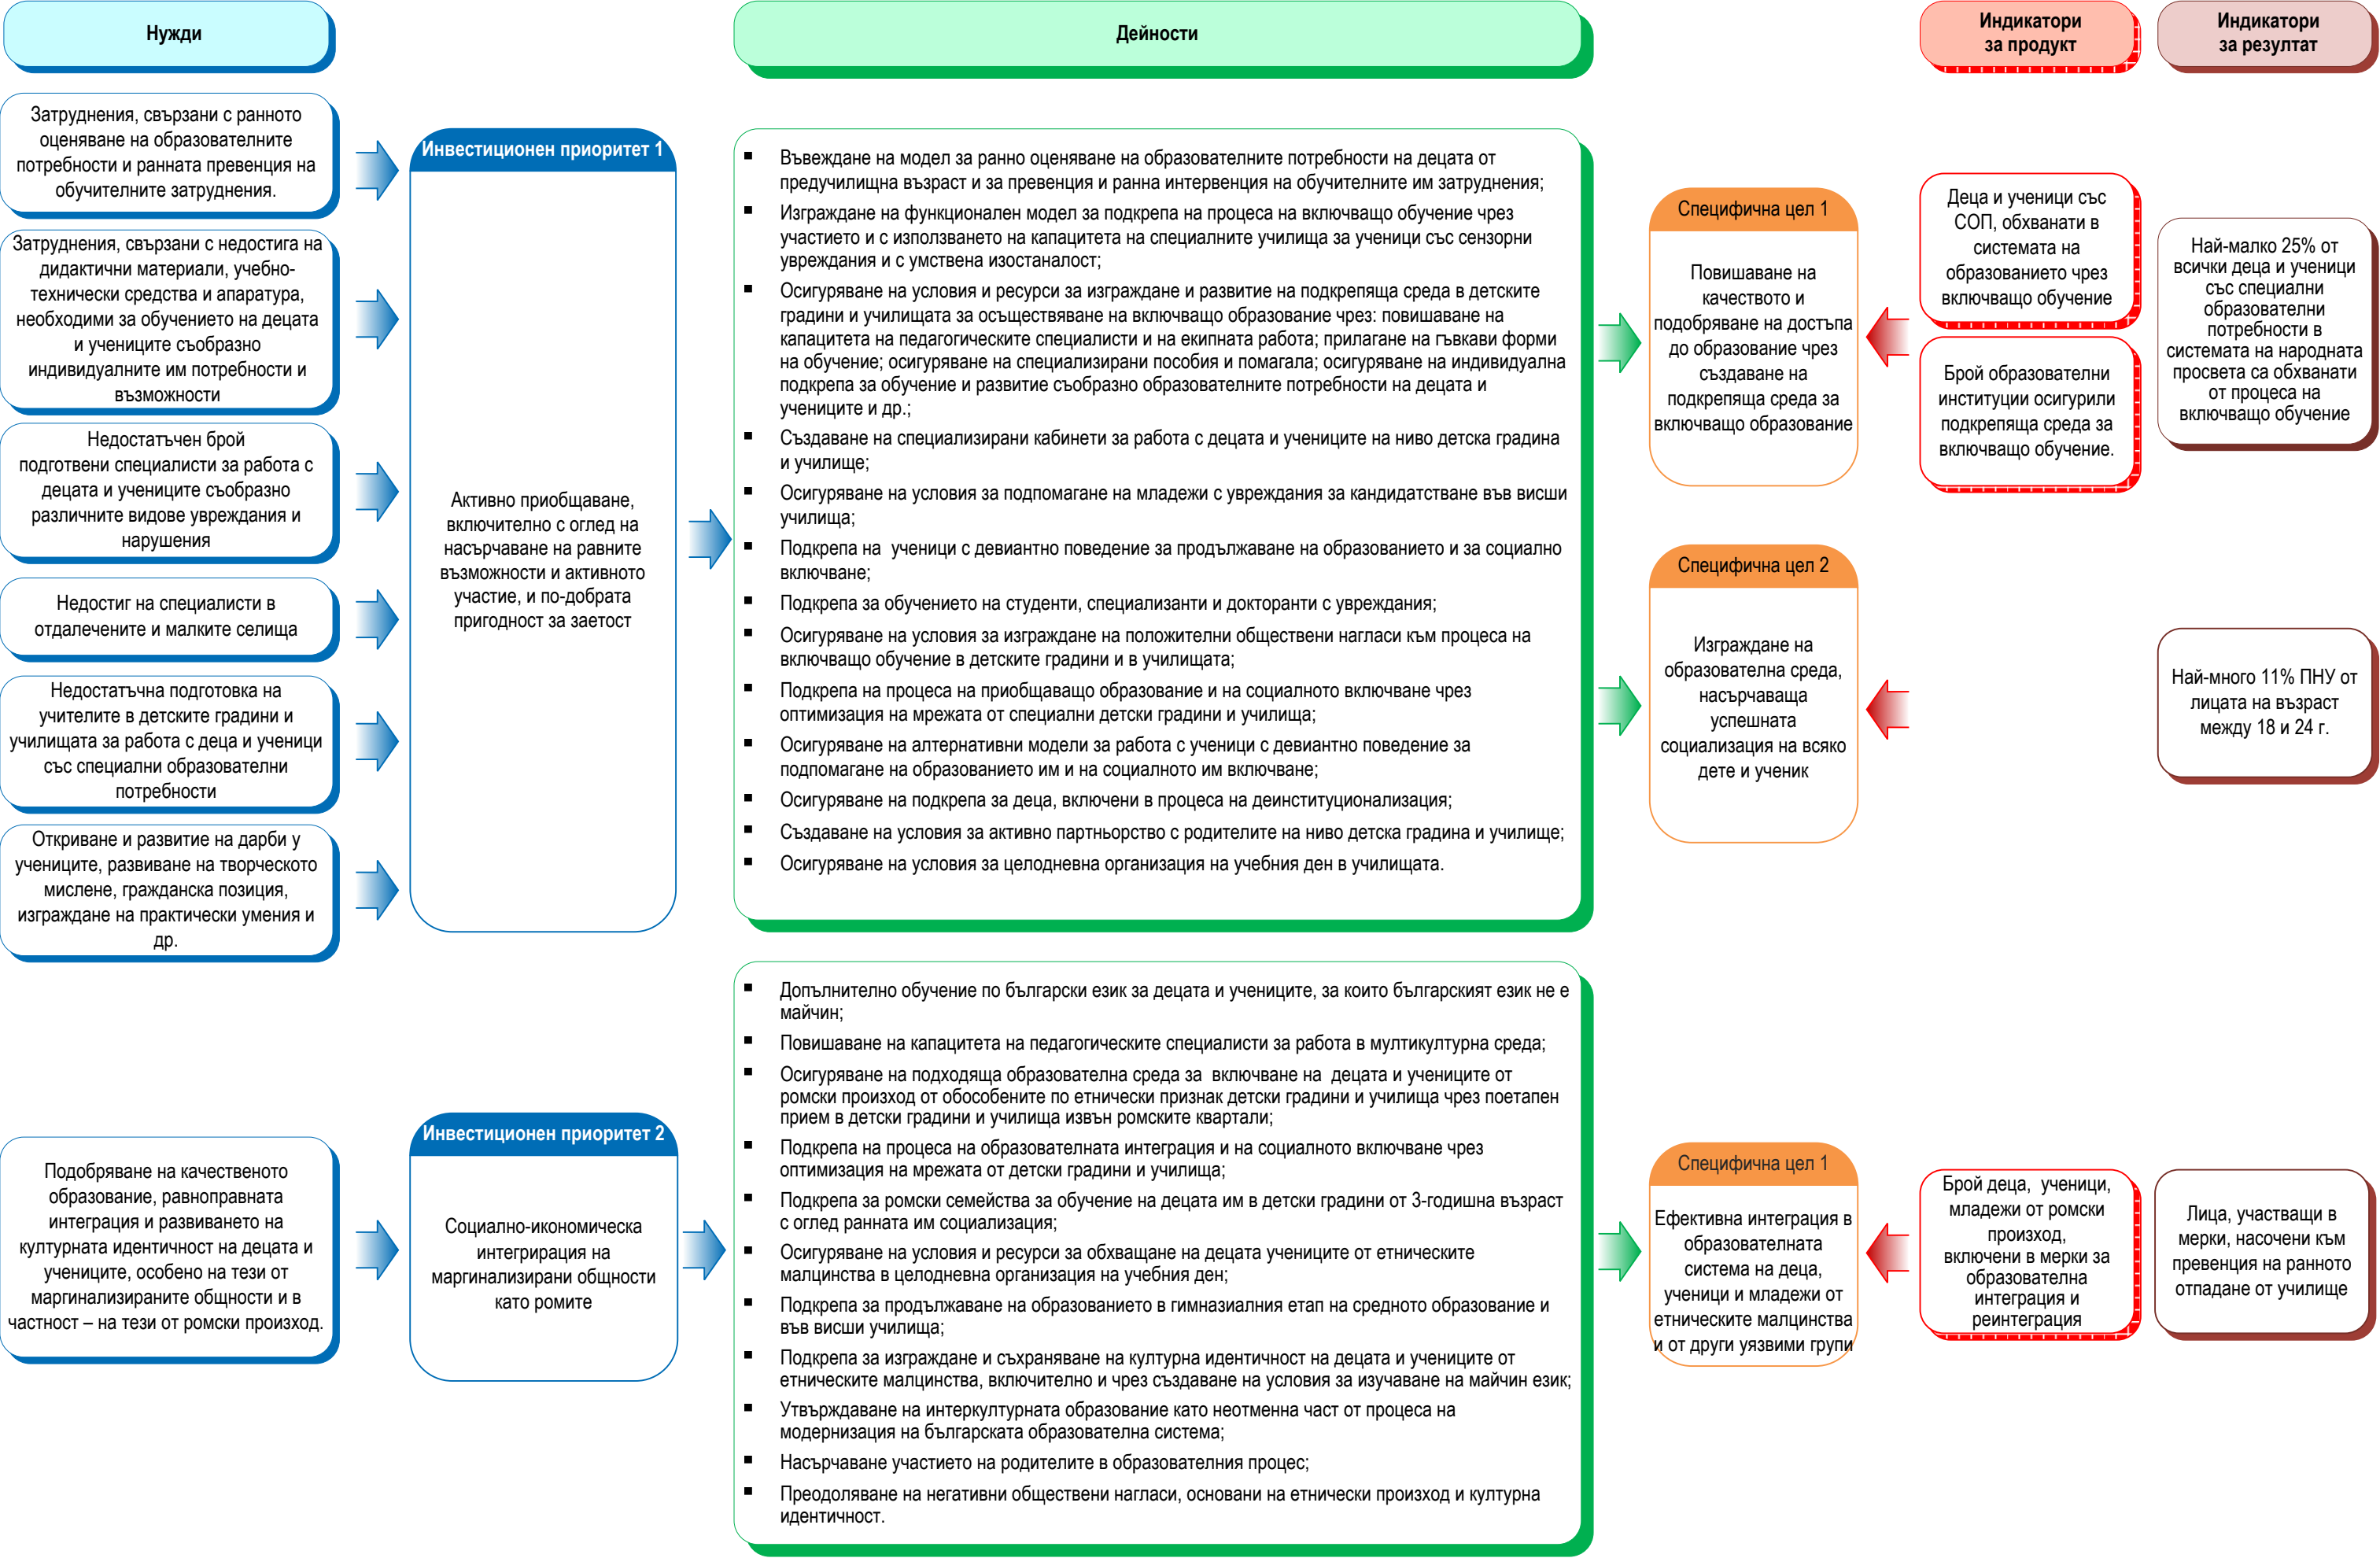 Нужди
Дейности
Индикатори
за продукт
Индикатори
за резултат
Затруднения, свързани с ранното
оценяване на образователните
потребности и ранната превенция на
обучителните затруднения.
Затруднения, свързани с недостига на
дидактични материали, учебно-
технически средства и апаратура,
необходими за обучението на децата
и учениците съобразно
индивидуалните им потребности и
възможности
Недостатъчен брой
подготвени специалисти за работа с
децата и учениците съобразно
различните видове увреждания и
нарушения
Недостиг на специалисти в
отдалечените и малките селища
Недостатъчна подготовка на
учителите в детските градини и
училищата за работа с деца и ученици
със специални образователни
потребности
Откриване и развитие на дарби у
учениците, развиване на творческото
мислене, гражданска позиция,
изграждане на практически умения и
др.
Инвестиционен приоритет 1
Активно приобщаване,
включително с оглед на
насърчаване на равните
възможности и активното
участие, и по-добрата
пригодност за заетост
▪ Въвеждане на модел за ранно оценяване на образователните потребности на децата от
предучилищна възраст и за превенция и ранна интервенция на обучителните им затруднения;
▪ Изграждане на функционален модел за подкрепа на процеса на включващо обучение чрез
участието и с използването на капацитета на специалните училища за ученици със сензорни
увреждания и с умствена изостаналост;
▪ Осигуряване на условия и ресурси за изграждане и развитие на подкрепяща среда в детските
градини и училищата за осъществяване на включващо образование чрез: повишаване на
капацитета на педагогическите специалисти и на екипната работа; прилагане на гъвкави форми
на обучение; осигуряване на специализирани пособия и помагала; осигуряване на индивидуална
подкрепа за обучение и развитие съобразно образователните потребности на децата и
учениците и др.;
▪ Създаване на специализирани кабинети за работа с децата и учениците на ниво детска градина
и училище;
▪ Осигуряване на условия за подпомагане на младежи с увреждания за кандидатстване във висши
училища;
▪ Подкрепа на ученици с девиантно поведение за продължаване на образованието и за социално
включване;
▪ Подкрепа за обучението на студенти, специализанти и докторанти с увреждания;
▪ Осигуряване на условия за изграждане на положителни обществени нагласи към процеса на
включващо обучение в детските градини и в училищата;
▪ Подкрепа на процеса на приобщаващо образование и на социалното включване чрез
оптимизация на мрежата от специални детски градини и училища;
▪ Осигуряване на алтернативни модели за работа с ученици с девиантно поведение за
подпомагане на образованието им и на социалното им включване;
▪ Осигуряване на подкрепа за деца, включени в процеса на деинституционализация;
▪ Създаване на условия за активно партньорство с родителите на ниво детска градина и училище;
▪ Осигуряване на условия за целодневна организация на учебния ден в училищата.
Специфична цел 1
Повишаване на
качеството и
подобряване на достъпа
до образование чрез
създаване на
подкрепяща среда за
включващо образование
Специфична цел 2
Изграждане на
образователна среда,
насърчаваща
успешната
социализация на всяко
дете и ученик
Деца и ученици със
СОП, обхванати в
системата на
образованието чрез
включващо обучение
Брой образователни
институции осигурили
подкрепяща среда за
включващо обучение.
Най-малко 25% от
всички деца и ученици
със специални
образователни
потребности в
системата на народната
просвета са обхванати
от процеса на
включващо обучение
Най-много 11% ПНУ от
лицата на възраст
между 18 и 24 г.
Подобряване на качественото
образование, равноправната
интеграция и развиването на
културната идентичност на децата и
учениците, особено на тези от
маргинализираните общности и в
частност – на тези от ромски произход.
Инвестиционен приоритет 2
Социално-икономическа
интегрирация на
маргинализирани общности
като ромите
▪ Допълнително обучение по български език за децата и учениците, за които българският език не е
майчин;
▪ Повишаване на капацитета на педагогическите специалисти за работа в мултикултурна среда;
▪ Осигуряване на подходяща образователна среда за включване на децата и учениците от
ромски произход от обособените по етнически признак детски градини и училища чрез поетапен
прием в детски градини и училища извън ромските квартали;
▪ Подкрепа на процеса на образователната интеграция и на социалното включване чрез
оптимизация на мрежата от детски градини и училища;
▪ Подкрепа за ромски семейства за обучение на децата им в детски градини от 3-годишна възраст
с оглед ранната им социализация;
▪ Осигуряване на условия и ресурси за обхващане на децата учениците от етническите
малцинства в целодневна организация на учебния ден;
▪ Подкрепа за продължаване на образованието в гимназиалния етап на средното образование и
във висши училища;
▪ Подкрепа за изграждане и съхраняване на културна идентичност на децата и учениците от
етническите малцинства, включително и чрез създаване на условия за изучаване на майчин език;
▪ Утвърждаване на интеркултурната образование като неотменна част от процеса на
модернизация на българската образователна система;
▪ Насърчаване участието на родителите в образователния процес;
▪ Преодоляване на негативни обществени нагласи, основани на етнически произход и културна
идентичност.
Специфична цел 1
Ефективна интеграция в
образователната
система на деца,
ученици и младежи от
етническите малцинства
и от други уязвими групи
Брой деца, ученици,
младежи от ромски
произход,
включени в мерки за
образователна
интеграция и
реинтеграция
Лица, участващи в
мерки, насочени към
превенция на ранното
отпадане от училище